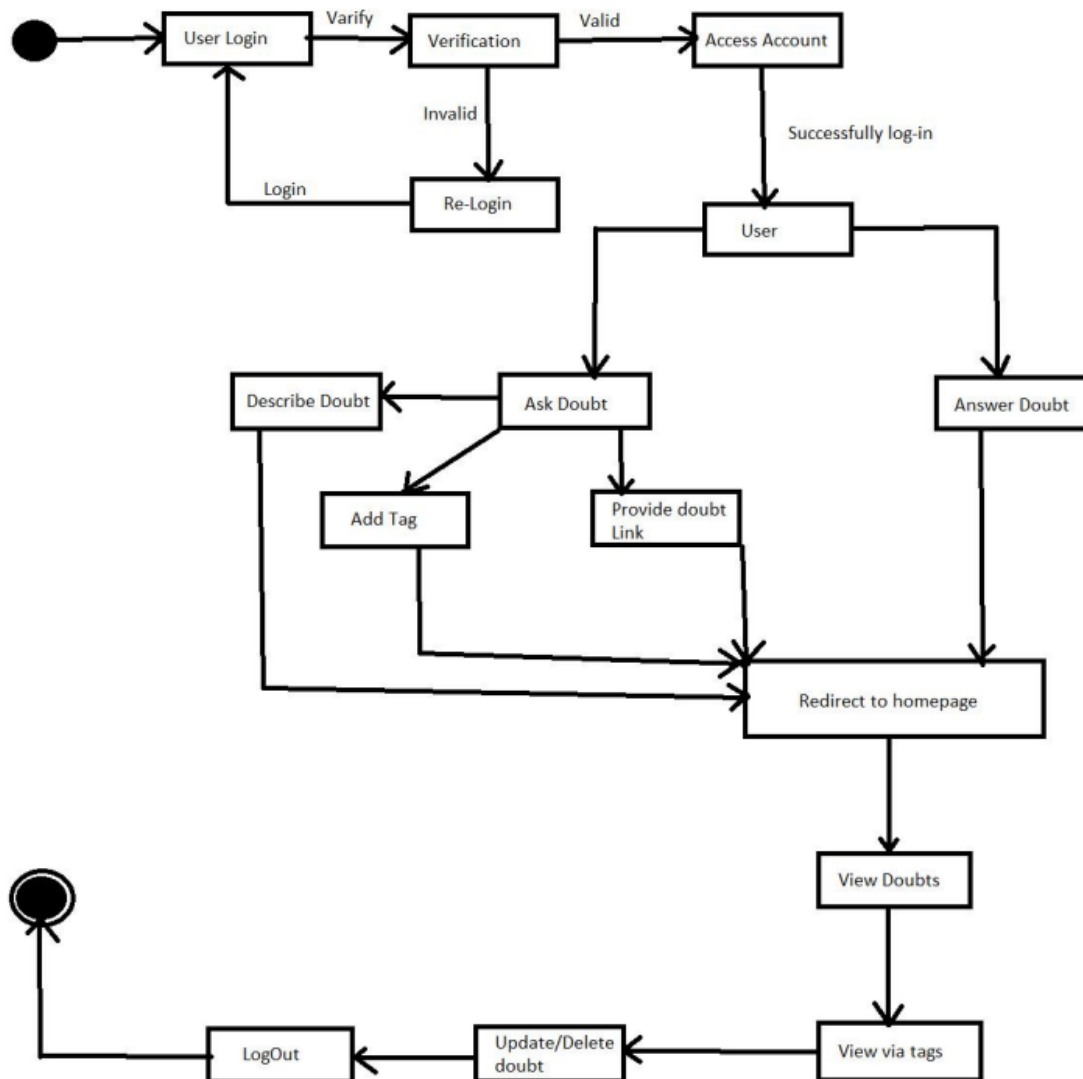 Varify
Valid
User Login
Verification
Access Account
Invalid
Successfully log-in
Login
Re-Login
User
Describe Doubt
Ask Doubt
Answer Doubt
Add Tag
Provide doubt
Link
Redirect to homepage
View Doubts
LogOut
Update/Delete
doubt
View via tags